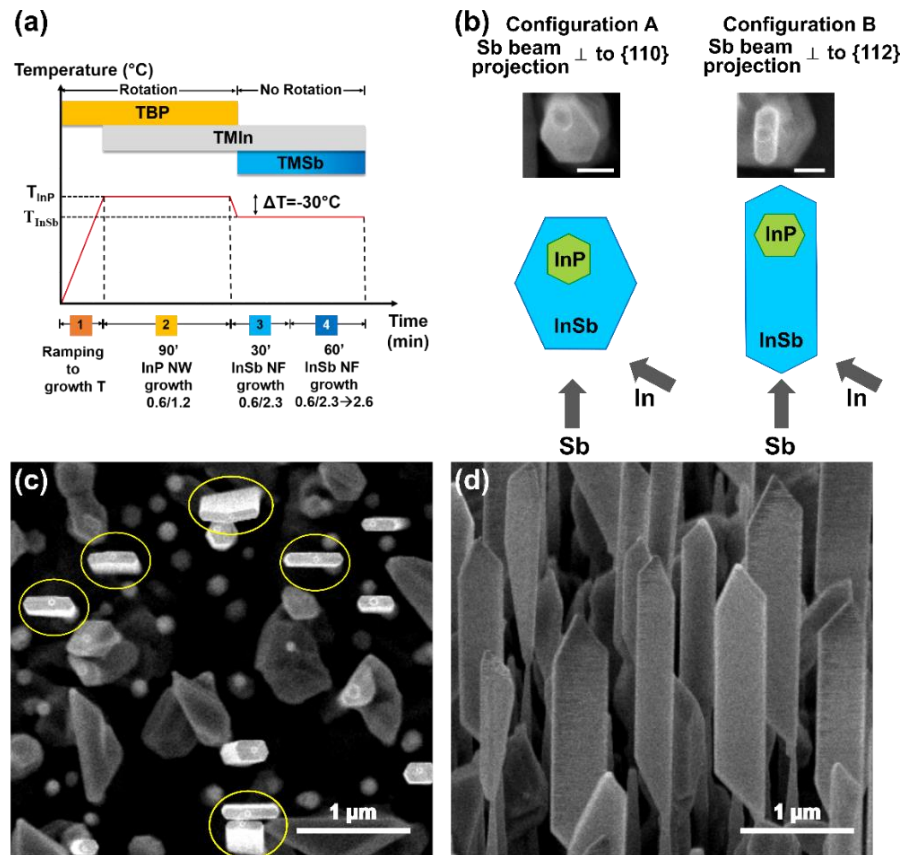 (a)
Temperature (°C)
Rotation
No Rotation
TBP
TMIn
TMSb
T_InP
T_InSb
ΔT=-30°C
Time
(min)
1
2
3
4
Ramping
to
growth T
90'
InP NW
growth
0.6/1.2
30'
InSb NF
growth
0.6/2.3
60'
InSb NF
growth
0.6/2.3→2.6
(b)
Configuration A
Sb beam
projection ⊥ to {110}
InP
InSb
In
Sb
Configuration B
Sb beam
projection ⊥ to {112}
InP
InSb
In
Sb
(c)
1 µm
(d)
1 µm